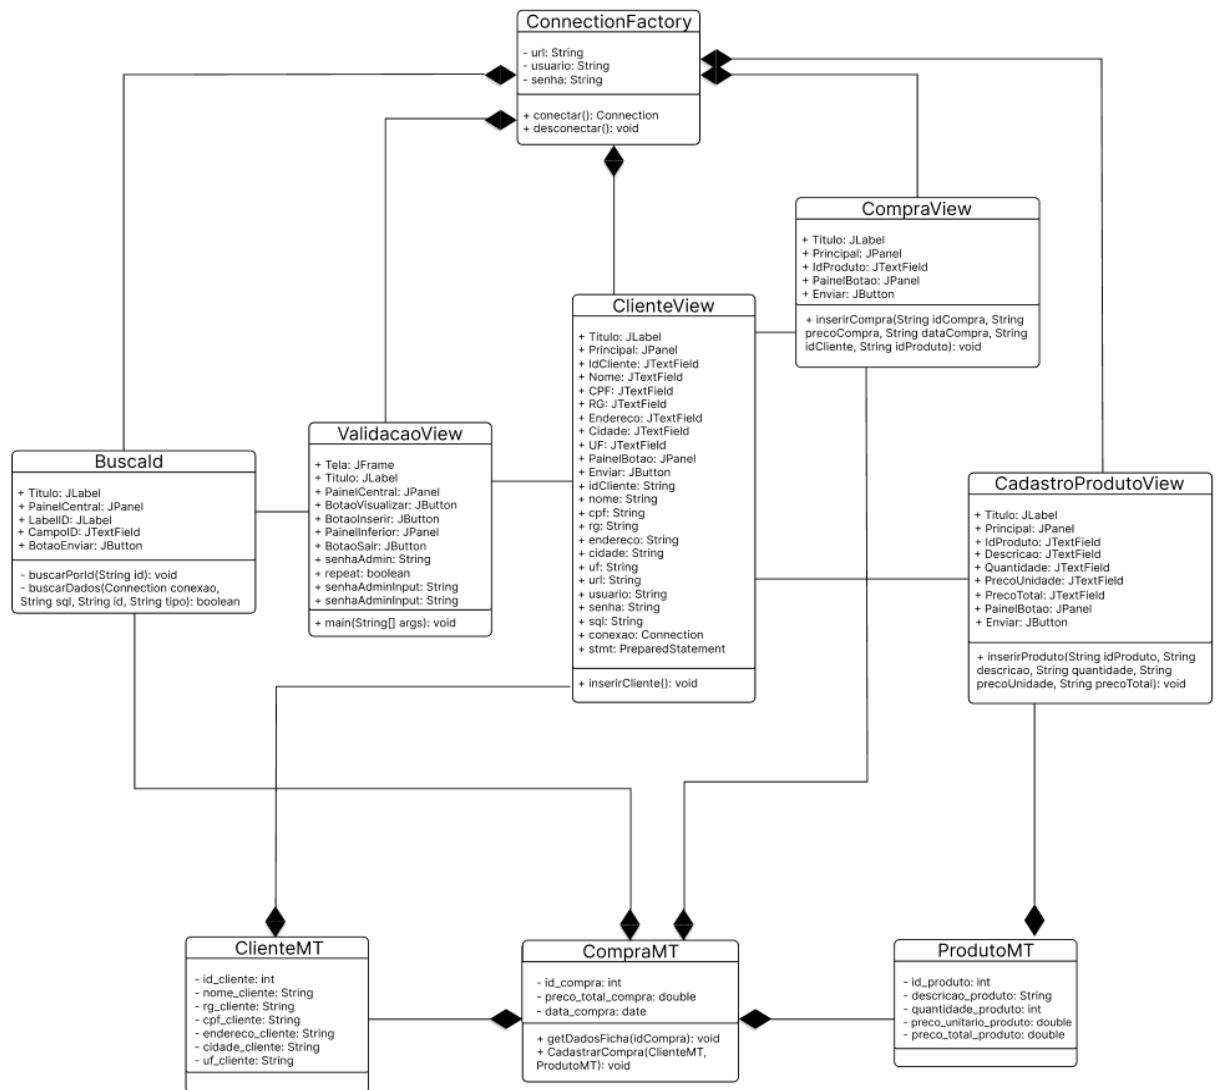 ConnectionFactory
- url: String
- usuario: String
- senha: String
+ conectar(): Connection
+ desconectar(): void
CompraView
+ Titulo: JLabel
+ Principal: JPanel
+ IdProduto: JTextField
+ PainelBotao: JPanel
+ Enviar: JButton
+ inserirCompra(String idCompra, String
precoCompra, String dataCompra, String
idCliente, String idProduto): void
ClienteView
+ Titulo: JLabel
+ Principal: JPanel
+ IdCliente: JTextField
+ Nome: JTextField
+ CPF: JTextField
+ RG: JTextField
+ Endereco: JTextField
+ Cidade: JTextField
+ UF: JTextField
+ PainelBotao: JPanel
+ Enviar: JButton
+ idCliente: String
+ nome: String
+ cpf: String
+ rg: String
+ endereco: String
+ cidade: String
+ uf: String
+ url: String
+ usuario: String
+ senha: String
+ sql: String
+ conexao: Connection
+ stmt: PreparedStatement
+ inserirCliente(): void
ValidacaoView
+ Tela: JFrame
+ Titulo: JLabel
+ PainelCentral: JPanel
+ BotaoVisualizar: JButton
+ BotaoInserir: JButton
+ PainelInferior: JPanel
+ BotaoSair: JButton
+ senhaAdmin: String
+ repeat: boolean
+ senhaAdminInput: String
+ senhaAdminInput: String
+ main(String[] args): void
BuscaId
+ Titulo: JLabel
+ PainelCentral: JPanel
+ LabelID: JLabel
+ CampoID: JTextField
+ BotaoEnviar: JButton
- buscarPorId(String id): void
- buscarDados(Connection conexao,
String sql, String id, String tipo): boolean
CadastroProdutoView
+ Titulo: JLabel
+ Principal: JPanel
+ IdProduto: JTextField
+ Descricao: JTextField
+ Quantidade: JTextField
+ PrecoUnidade: JTextField
+ PrecoTotal: JTextField
+ PainelBotao: JPanel
+ Enviar: JButton
+ inserirProduto(String idProduto, String
descricao, String quantidade, String
precoUnidade, String precoTotal): void
ClienteMT
- id_cliente: int
- nome_cliente: String
- rg_cliente: String
- cpf_cliente: String
- endereco_cliente: String
- cidade_cliente: String
- uf_cliente: String
CompraMT
- id_compra: int
- preco_total_compra: double
- data_compra: date
+ getDadosFicha(idCompra): void
+ CadastrarCompra(ClienteMT,
ProdutoMT): void
ProdutoMT
- id_produto: int
- descricao_produto: String
- quantidade_produto: int
- preco_unitario_produto: double
- preco_total_produto: double